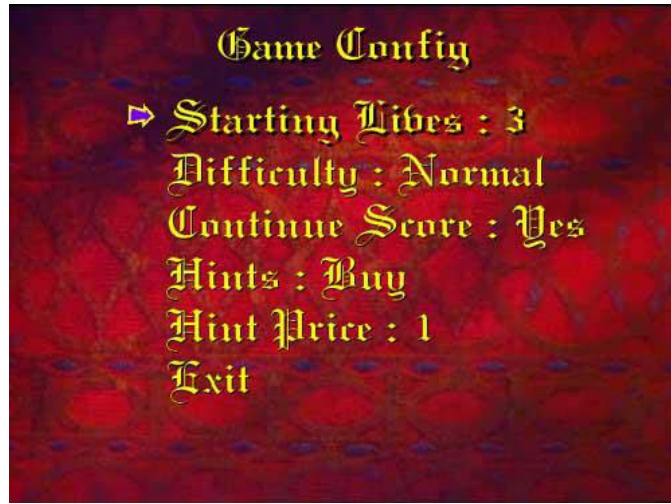 Game Config
Starting Lives : 3
Difficulty : Normal
Continue Score : Yes
Hints : Buy
Hint Price : 1
Exit